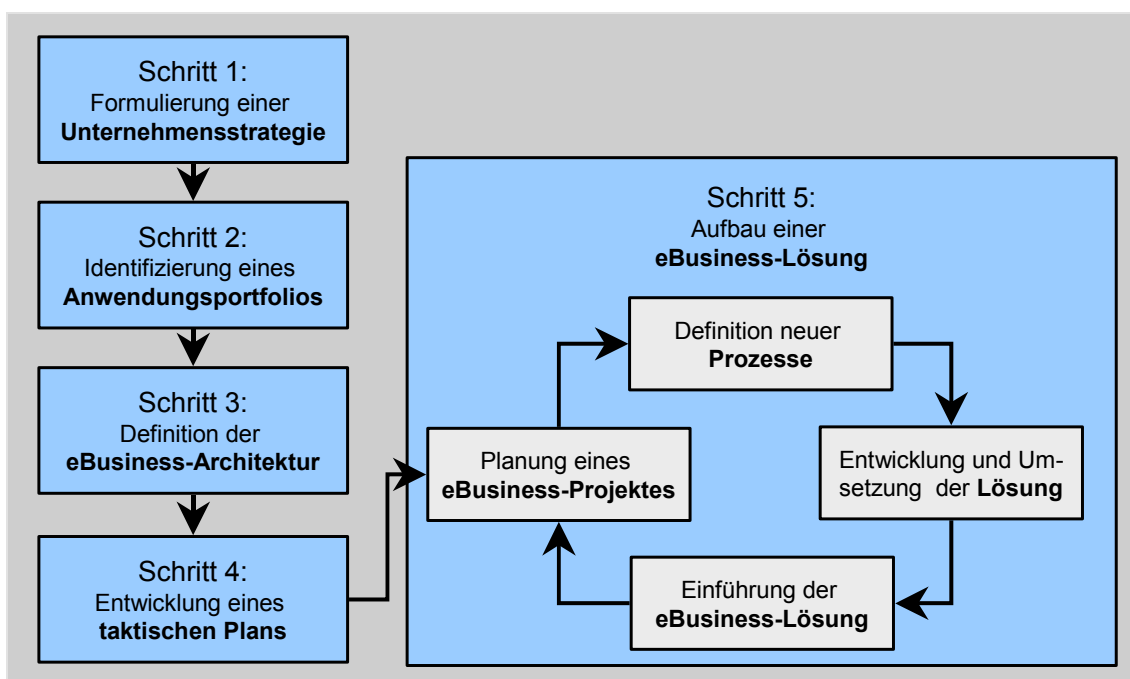 Schritt 1:
Formulierung einer
Unternehmensstrategie
Schritt 2:
Identifizierung eines
Anwendungsportfolios
Schritt 3:
Definition der
eBusiness-Architektur
Schritt 4:
Entwicklung eines
taktischen Plans
Schritt 5:
Aufbau einer
eBusiness-Lösung
Definition neuer
Prozesse
Planung eines
eBusiness-Projektes
Entwicklung und Um-
setzung der Lösung
Einführung der
eBusiness-Lösung